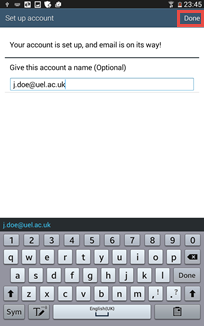 23:45
Set up account
Done
Your account is set up, and email is on its way!
Give this account a name (Optional)
j.doe@uel.ac.uk
j.doe@uel.ac.uk
1 2 3 4 5 6 7 8 9 0
q w e r t y u i o p
a s d f g h j k l Done
z x c v b n m ,! .?
Sym English(UK)